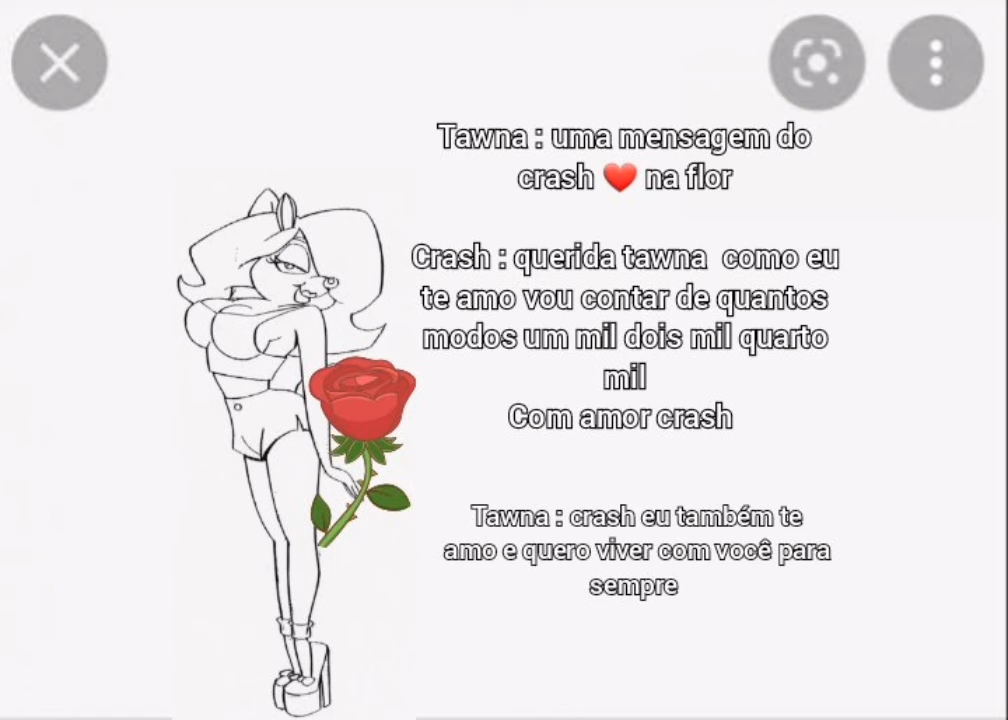 Tawna : uma mensagem do
crash ❤️ na flor
Crash : querida tawna como eu
te amo vou contar de quantos
modos um mil dois mil quarto
mil
Com amor crash
Tawna : crash eu também te
amo e quero viver com você para
sempre